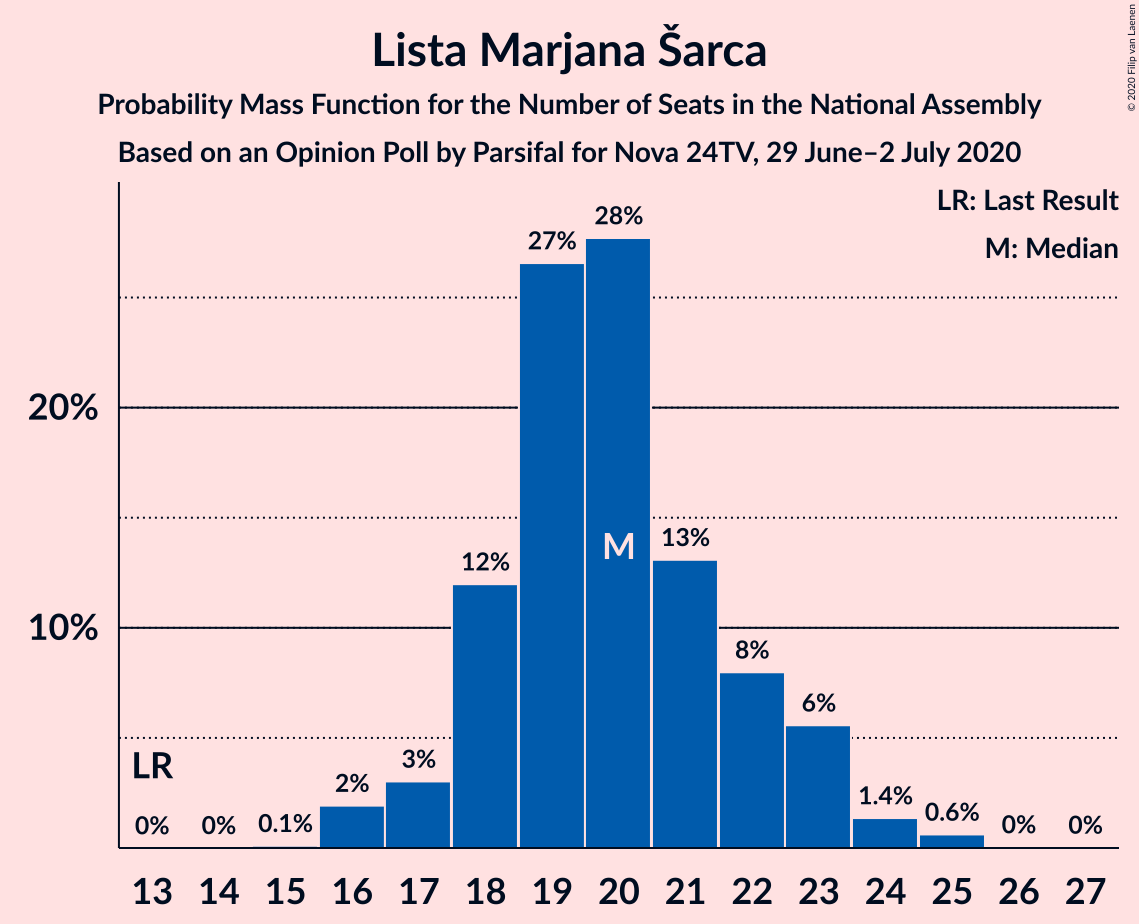 Lista Marjana Šarca
Probability Mass Function for the Number of Seats in the National Assembly
Based on an Opinion Poll by Parsifal for Nova 24TV, 29 June–2 July 2020
© 2020 Filip van Laenen
LR: Last Result
M: Median
28%
27%
20%
M
13%
12%
10%
8%
6%
LR
3%
2%
1.4%
0.6%
0%
0%
0.1%
0%
0%
13 14 15 16 17 18 19 20 21 22 23 24 25 26 27